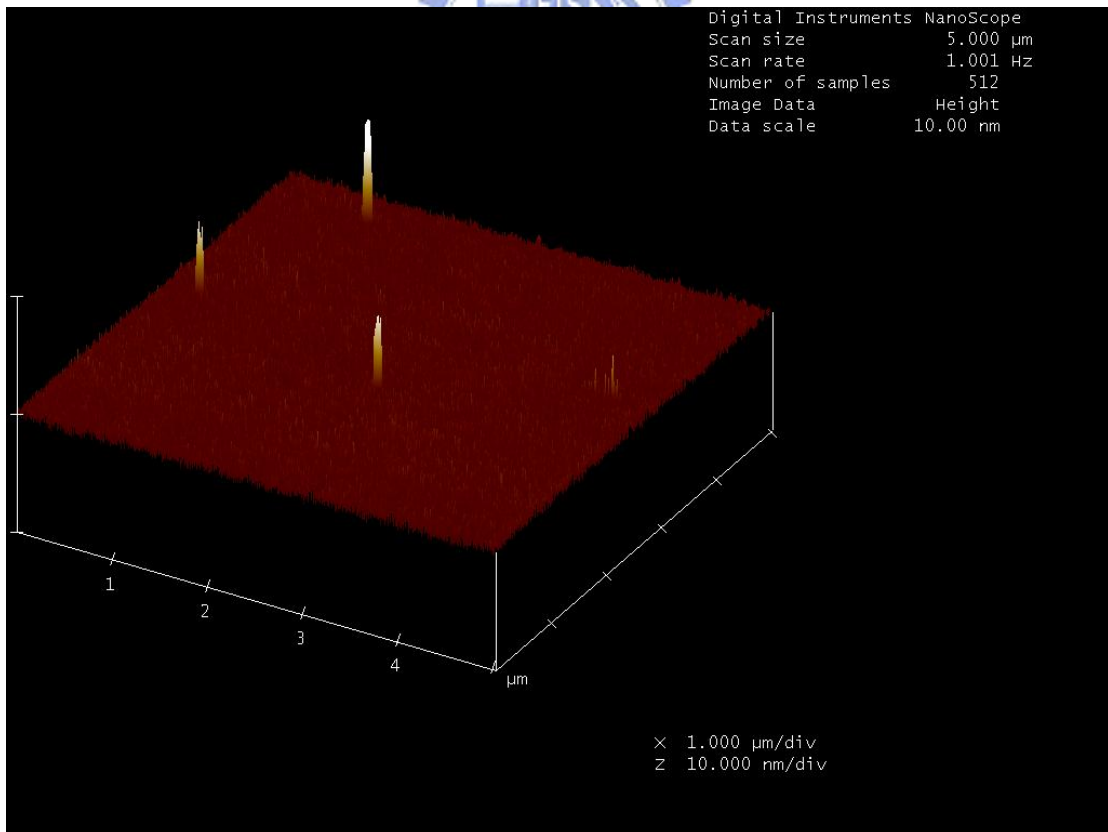 Digital Instruments NanoScope
Scan size 5.000 µm
Scan rate 1.001 Hz
Number of samples 512
Image Data Height
Data scale 10.00 nm
1
2
3
4
µm
X 1.000 µm/div
Z 10.000 nm/div